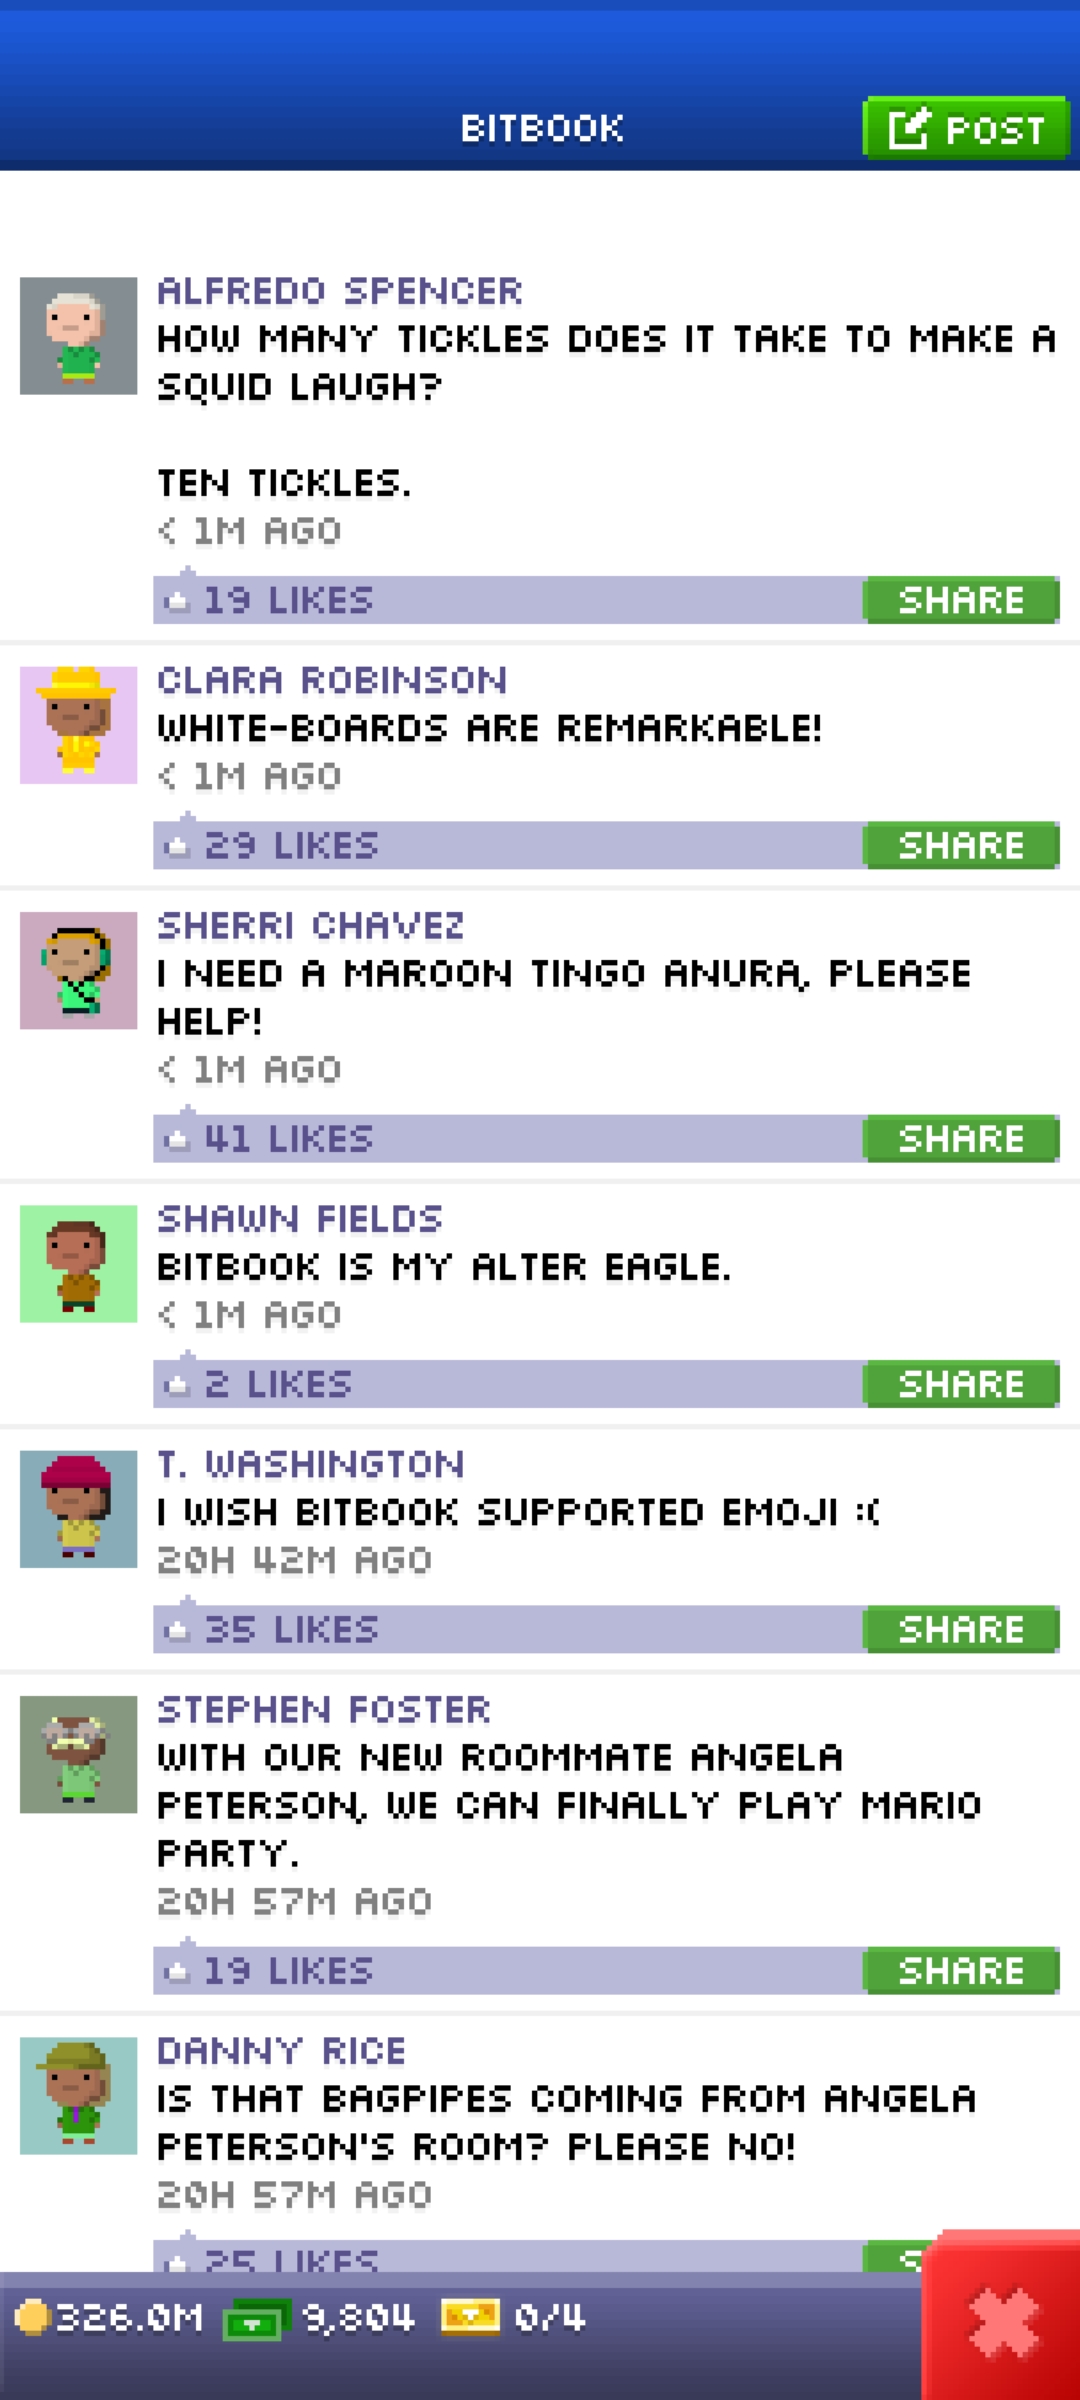 BITBOOK
POST
ALFREDO SPENCER
HOW MANY TICKLES DOES IT TAKE TO MAKE A
SQUID LAUGH?
TEN TICKLES.
< 1M AGO
19 LIKES
SHARE
CLARA ROBINSON
WHITE-BOARDS ARE REMARKABLE!
< 1M AGO
29 LIKES
SHARE
SHERRI CHAVEZ
I NEED A MAROON TINGO ANURA, PLEASE
HELP!
< 1M AGO
41 LIKES
SHARE
SHAWN FIELDS
BITBOOK IS MY ALTER EAGLE.
< 1M AGO
2 LIKES
SHARE
T. WASHINGTON
I WISH BITBOOK SUPPORTED EMOJI :(
20H 42M AGO
35 LIKES
SHARE
STEPHEN FOSTER
WITH OUR NEW ROOMMATE ANGELA
PETERSON, WE CAN FINALLY PLAY MARIO
PARTY.
20H 57M AGO
19 LIKES
SHARE
DANNY RICE
IS THAT BAGPIPES COMING FROM ANGELA
PETERSON'S ROOM? PLEASE NO!
20H 57M AGO
25 LIKES
326.0M 9,804 0/4